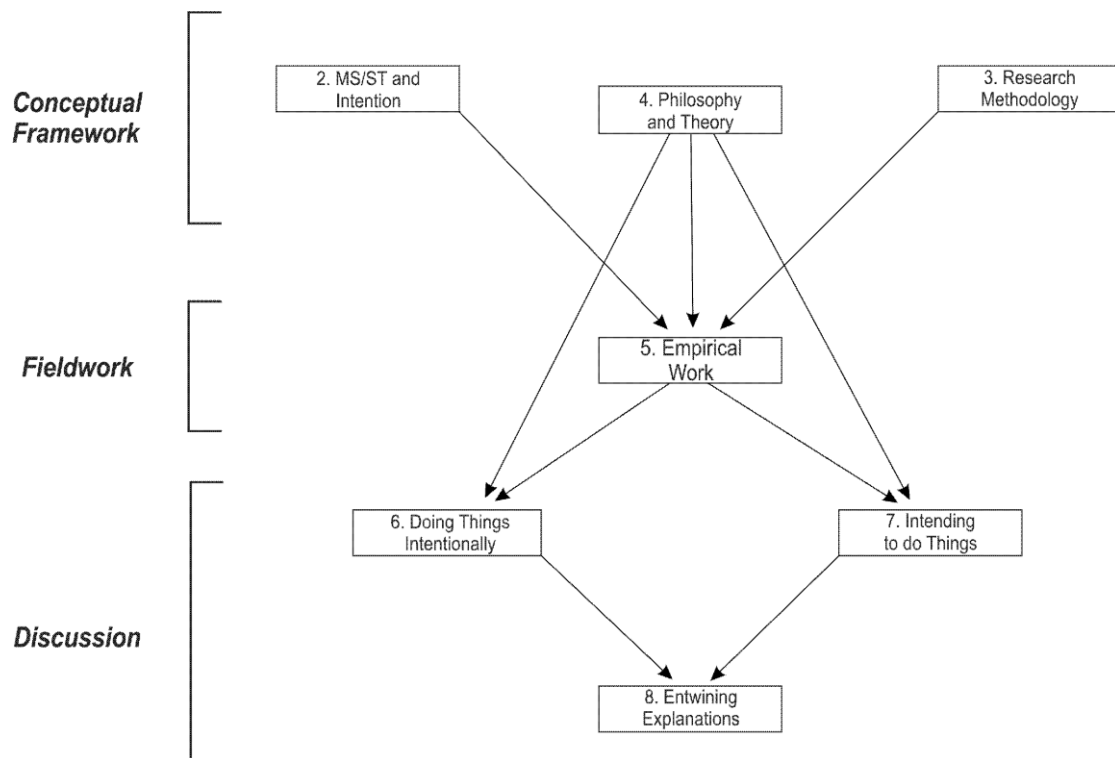 Conceptual
Framework
2. MS/ST and
Intention
4. Philosophy
and Theory
3. Research
Methodology
Fieldwork
5. Empirical
Work
Discussion
6. Doing Things
Intentionally
7. Intending
to do Things
8. Entwining
Explanations